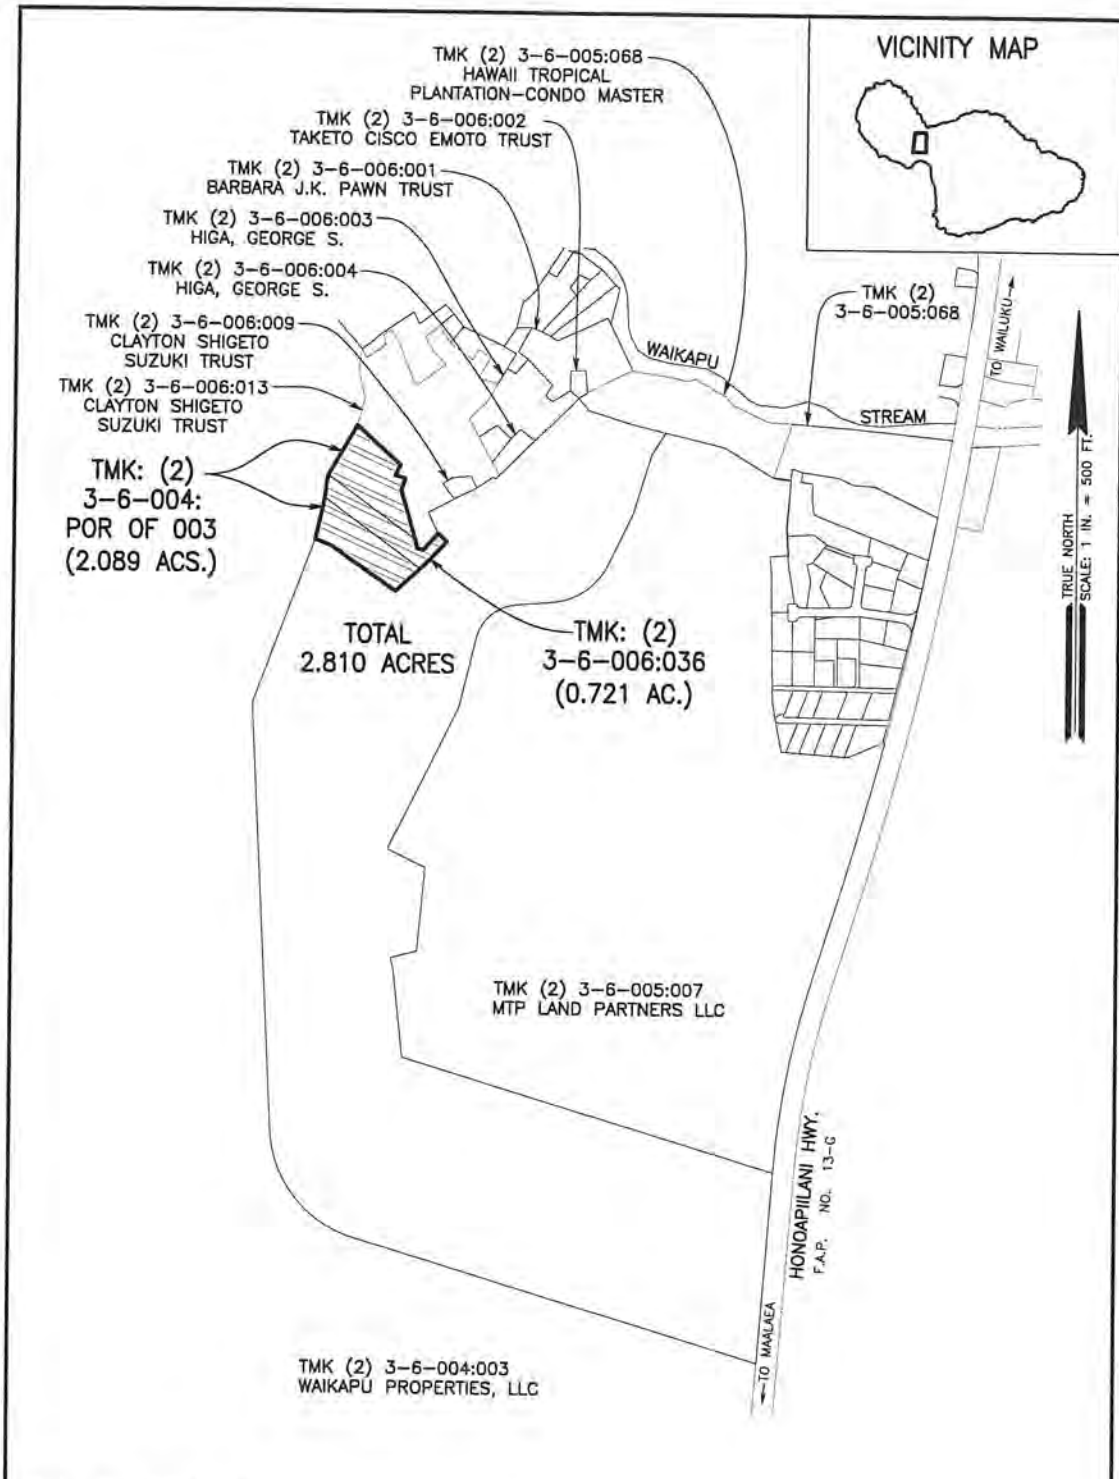 VICINITY MAP
TMK (2) 3-6-005:068
HAWAII TROPICAL
PLANTATION-CONDO MASTER
TMK (2) 3-6-006:002
TAKETO CISCO EMOTO TRUST
TMK (2) 3-6-006:001
BARBARA J.K. PAWN TRUST
TMK (2) 3-6-006:003
HIGA, GEORGE S.
TMK (2) 3-6-006:004
HIGA, GEORGE S.
TMK (2) 3-6-006:009
CLAYTON SHIGETO
SUZUKI TRUST
TMK (2) 3-6-006:013
CLAYTON SHIGETO
SUZUKI TRUST
TMK: (2)
3-6-004:
POR OF 003
(2.089 ACS.)
TMK (2)
3-6-005:068
WAIKAPU
STREAM
TO WAILUKU
TRUE NORTH
SCALE: 1 IN. = 500 FT.
TOTAL
2.810 ACRES
TMK: (2)
3-6-006:036
(0.721 AC.)
TMK (2) 3-6-005:007
MTP LAND PARTNERS LLC
HONOAPIILANI HWY.
F.A.P. NO. 13-G
TO MAALAEA
TMK (2) 3-6-004:003
WAIKAPU PROPERTIES, LLC